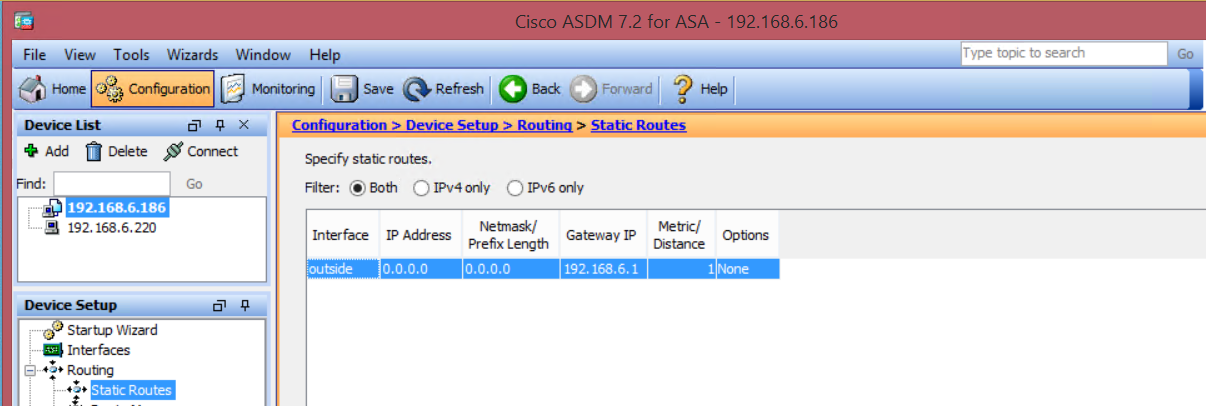 Cisco ASDM 7.2 for ASA - 192.168.6.186
File View Tools Wizards Window Help
Type topic to search Go
Home Configuration Monitoring Save Refresh Back Forward Help
Device List
Add Delete Connect
Find: Go
192.168.6.186
192.168.6.220
Device Setup
Startup Wizard
Interfaces
Routing
Static Routes
Configuration > Device Setup > Routing > Static Routes
Specify static routes.
Filter: Both IPv4 only IPv6 only
Interface IP Address Netmask/ Prefix Length Gateway IP Metric/ Distance Options
outside 0.0.0.0 0.0.0.0 192.168.6.1 1 None